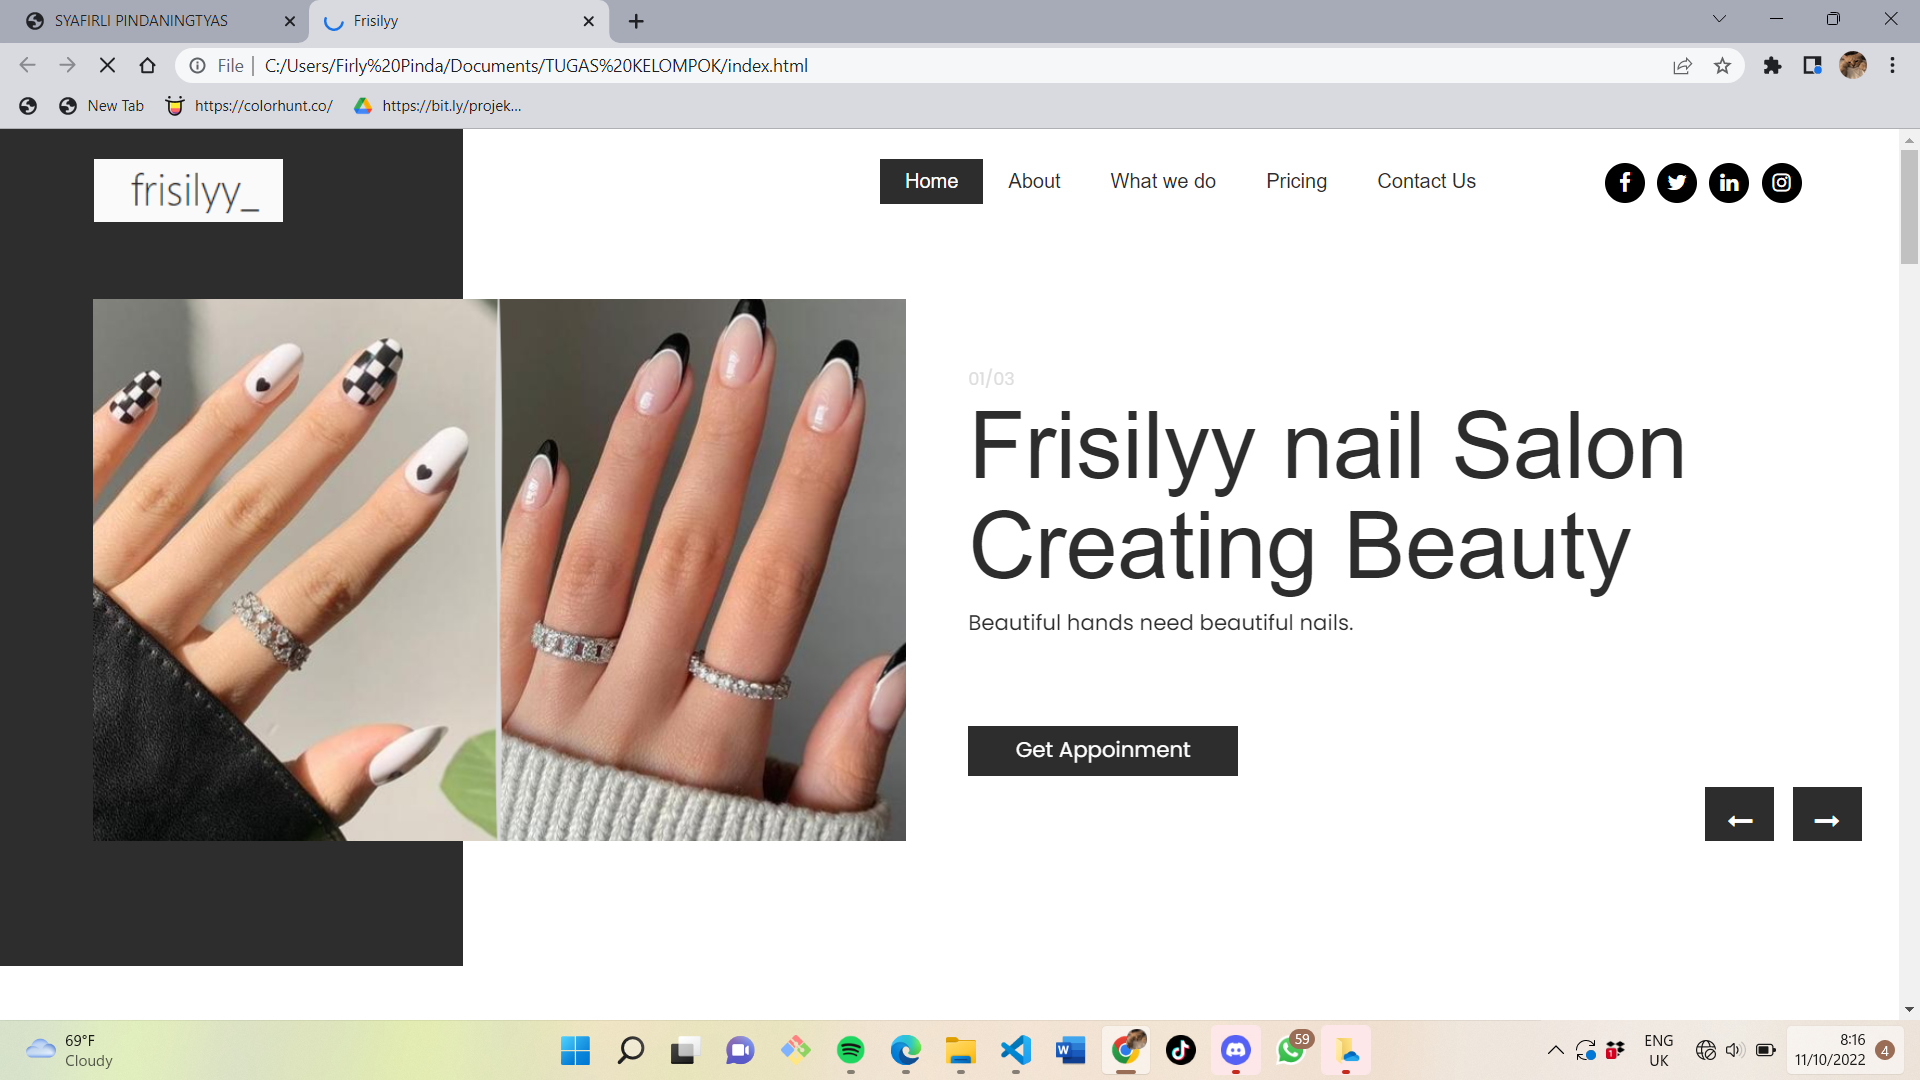 SYAFIRLI PINDANINGTYAS
Frisilyy
File
C:/Users/Firly%20Pinda/Documents/TUGAS%20KELOMPOK/index.html
New Tab
https://colorhunt.co/
https://bit.ly/projek...
frisilyy_
Home
About
What we do
Pricing
Contact Us
01/03
Frisilyy nail Salon
Creating Beauty
Beautiful hands need beautiful nails.
Get Appoinment
69°F
Cloudy
59
1
ENG
UK
8:16
11/10/2022
4